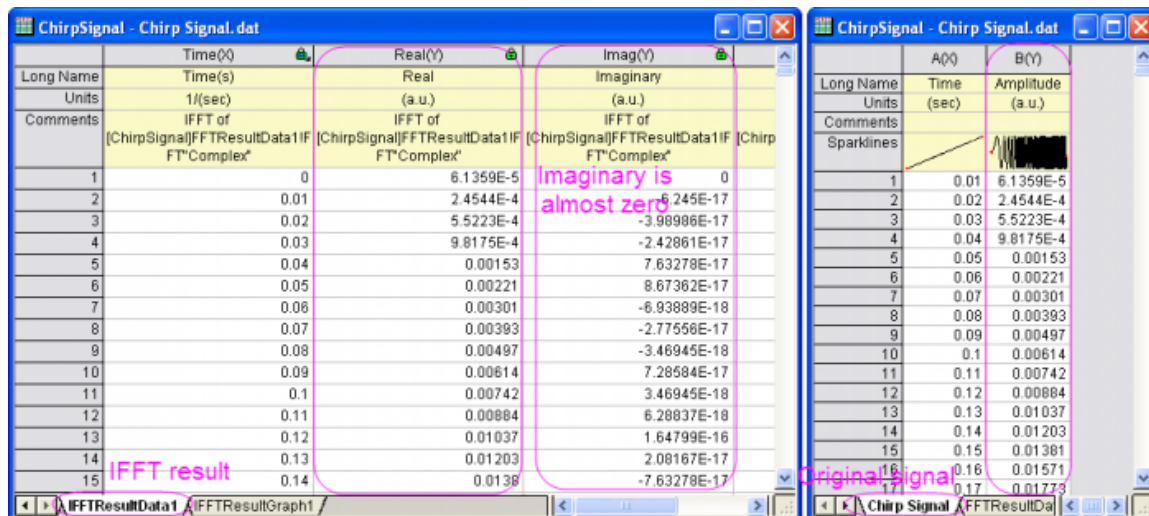 ChirpSignal - Chirp Signal.dat
Time(X) Real(Y) Imag(Y)
Long Name Time(s) Real Imaginary
Units 1/(sec) (a.u.) (a.u.)
Comments IFFT of IFFT of IFFT of
[ChirpSignal]FFTResultData1!F [ChirpSignal]FFTResultData1!F [ChirpSignal]FFTResultData1!F [Chirp
FT"Complex" FT"Complex" FT"Complex"
1 0 6.1359E-5 0
2 0.01 2.4544E-4 -6.245E-17
3 0.02 5.5223E-4 -3.98986E-17
4 0.03 9.8175E-4 -2.42861E-17
5 0.04 0.00153 7.63278E-17
6 0.05 0.00221 8.67362E-17
7 0.06 0.00301 -6.93889E-18
8 0.07 0.00393 -2.77556E-17
9 0.08 0.00497 -3.46945E-18
10 0.09 0.00614 7.28584E-17
11 0.1 0.00742 3.46945E-18
12 0.11 0.00884 6.28837E-18
13 0.12 0.01037 1.64799E-16
14 0.13 0.01203 2.08167E-17
15 0.14 0.0138 -7.63278E-17
Imaginary is
almost zero
IFFT result
IFFTResultData1 IFFTResultGraph1
ChirpSignal - Chirp Signal.dat
A(X) B(Y)
Long Name Time Amplitude
Units (sec) (a.u.)
Comments
Sparklines
1 0.01 6.1359E-5
2 0.02 2.4544E-4
3 0.03 5.5223E-4
4 0.04 9.8175E-4
5 0.05 0.00153
6 0.06 0.00221
7 0.07 0.00301
8 0.08 0.00393
9 0.09 0.00497
10 0.1 0.00614
11 0.11 0.00742
12 0.12 0.00884
13 0.13 0.01037
14 0.14 0.01203
15 0.15 0.01381
16 0.16 0.01571
17 0.17 0.01773
Original signal
Chirp Signal FFTResultDa